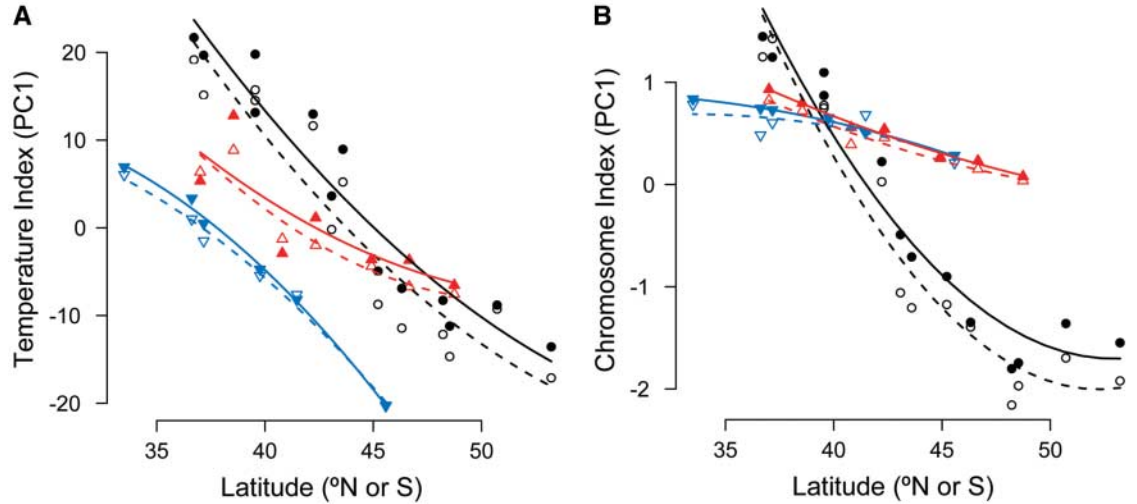 A
Temperature Index (PC1)
20
10
0
-10
-20
35
40
45
50
Latitude (ºN or S)
B
Chromosome Index (PC1)
1
0
-1
-2
35
40
45
50
Latitude (ºN or S)